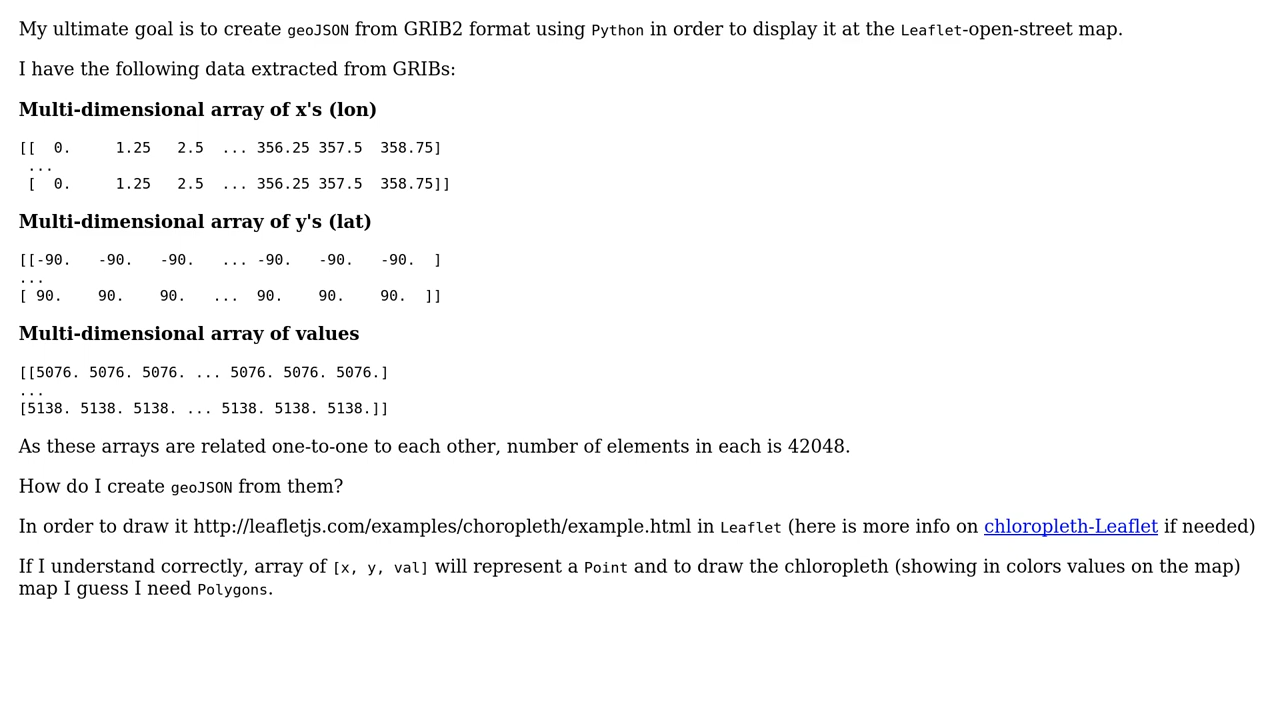 My ultimate goal is to create geoJSON from GRIB2 format using Python in order to display it at the Leaflet-open-street map.
I have the following data extracted from GRIBs:
Multi-dimensional array of x's (lon)
[[  0.     1.25   2.5  ... 356.25 357.5  358.75]
 ...
 [  0.     1.25   2.5  ... 356.25 357.5  358.75]]
Multi-dimensional array of y's (lat)
[[-90.   -90.   -90.   ... -90.   -90.   -90.  ]
...
[ 90.    90.    90.   ...  90.    90.    90.  ]]
Multi-dimensional array of values
[[5076. 5076. 5076. ... 5076. 5076. 5076.]
...
[5138. 5138. 5138. ... 5138. 5138. 5138.]]
As these arrays are related one-to-one to each other, number of elements in each is 42048.
How do I create geoJSON from them?
In order to draw it http://leafletjs.com/examples/choropleth/example.html in Leaflet (here is more info on chloropleth-Leaflet if needed)
If I understand correctly, array of [x, y, val] will represent a Point and to draw the chloropleth (showing in colors values on the map)
map I guess I need Polygons.